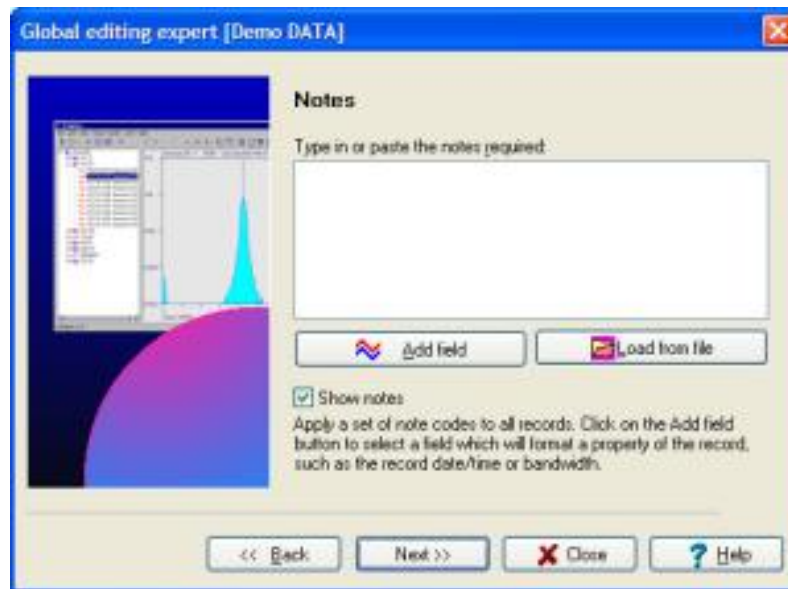 Global editing expert [Demo DATA]
Notes
Type in or paste the notes required:
Add field
Load from file
Show notes
Apply a set of note codes to all records. Click on the Add field
button to select a field which will format a property of the record,
such as the record date/time or bandwidth.
<< Back
Next >>
Close
Help